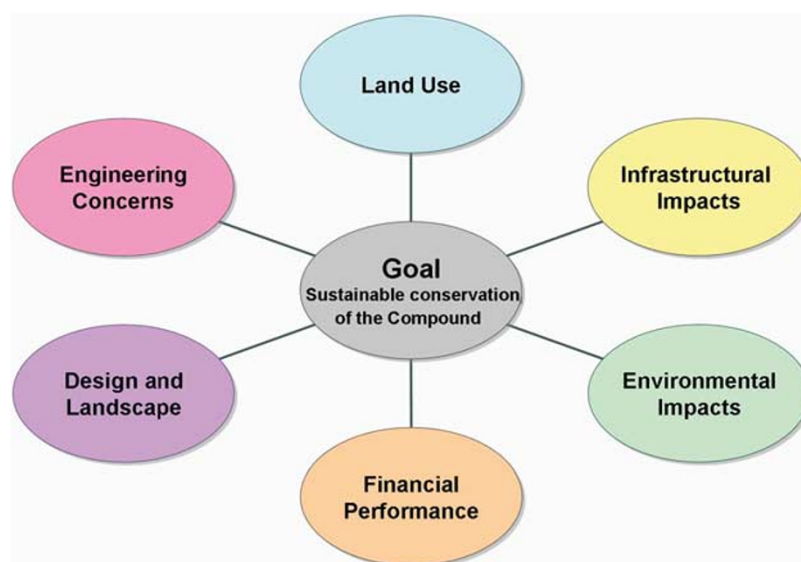 Land Use
Engineering
Concerns
Infrastructural
Impacts
Goal
Sustainable conservation
of the Compound
Design and
Landscape
Environmental
Impacts
Financial
Performance